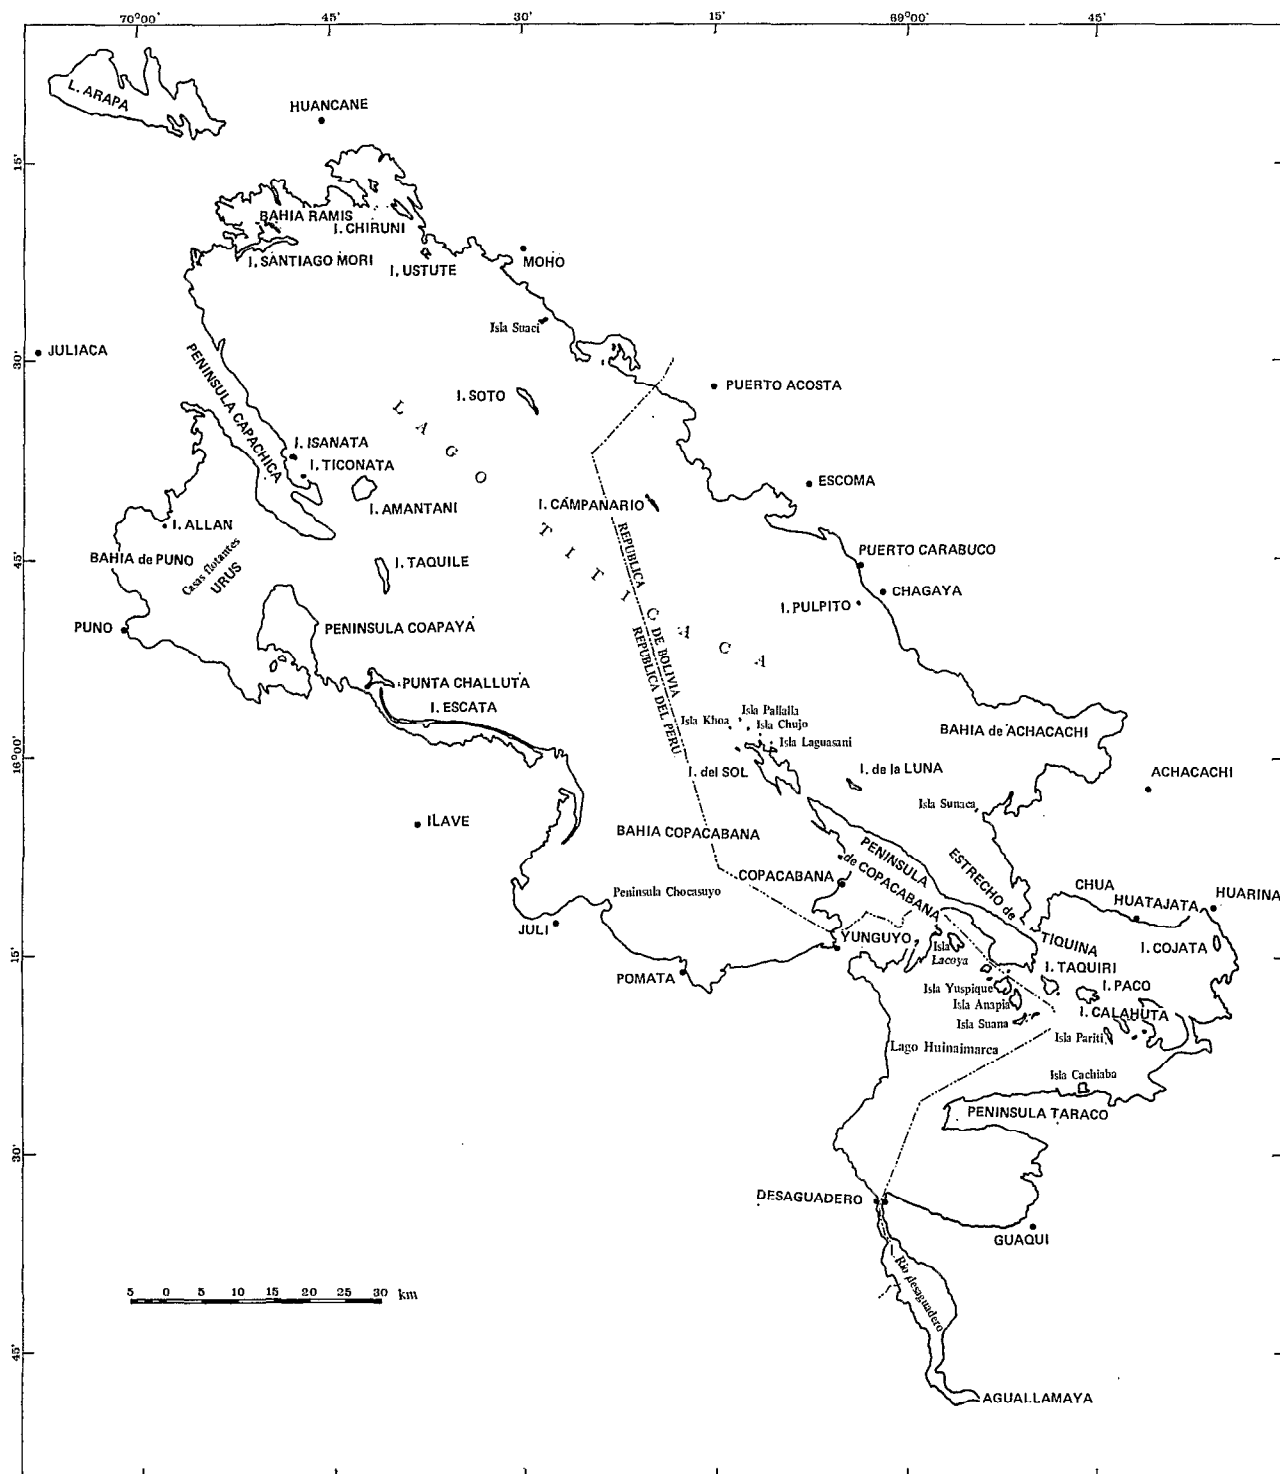 70°00'
45'
30'
15'
69°00'
45'
L. ARAPA
HUANCANE
15'
BAHIA RAMIS
I. CHIRUNI
I. SANTIAGO MORI
I. USTUTE
MOHO
Isla Suaci
JULIACA
30'
PENINSULA CAPACHICA
I. SOTO
PUERTO ACOSTA
LAGO
I. ISANATA
I. TICONATA
I. AMANTANI
ESCOMA
I. CAMPANARIO
I. ALLAN
BAHIA de PUNO
Casas flotantes
URUS
45'
I. TAQUILE
TITICACA
REPUBLICA DE BOLIVIA
REPUBLICA DEL PERU
PUERTO CARABUCO
CHAGAYA
I. PULPITO
PUNO
PENINSULA COAPAYA
PUNTA CHALLUTA
I. ESCATA
Isla Pallalla
Isla Khoa
Isla Chujo
Isla Laguasani
BAHIA de ACHACACHI
16°00'
I. del SOL
I. de la LUNA
ACHACACHI
Isla Sunaca
ILAVE
BAHIA COPACABANA
PENINSULA
de COPACABANA
ESTRECHO de
TIQUINA
COPACABANA
Peninsula Chocasuyo
CHUA
HUATAJATA
HUARINA
JULI
YUNGUYO
Isla
Lacoya
I. COJATA
15'
POMATA
I. TAQUIRI
Isla Yuspique
I. PACO
Isla Anapia
I. CALAHUTA
Isla Suana
Isla Pariti
Lago Huinaimarca
Isla Cachiaba
PENINSULA TARACO
30'
DESAGUADERO
GUAQUI
Rio desaguadero
5 0 5 10 15 20 25 30 km
45'
AGUALLAMAYA